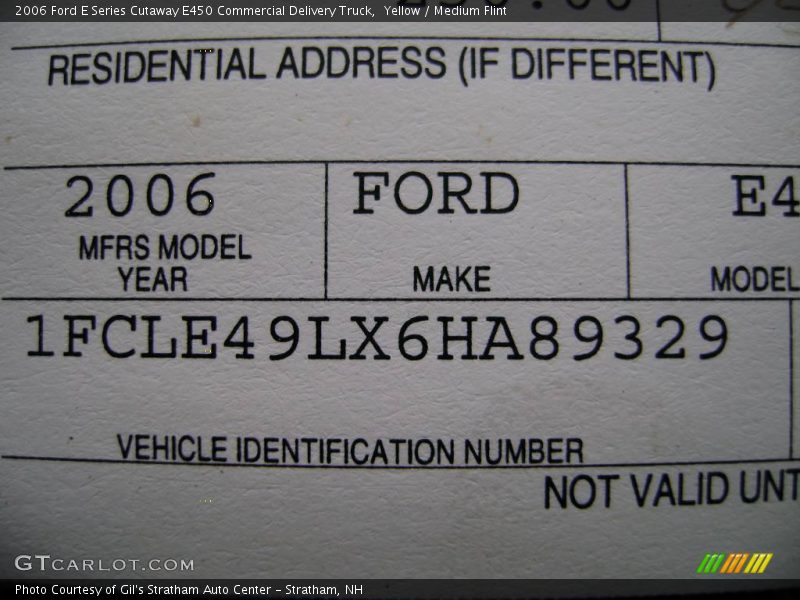 2006 Ford E Series Cutaway E450 Commercial Delivery Truck,  Yellow / Medium Flint
RESIDENTIAL ADDRESS (IF DIFFERENT)
2006 FORD E4
MFRS MODEL
YEAR MAKE MODEL
1FCLE49LX6HA89329
VEHICLE IDENTIFICATION NUMBER
NOT VALID UNT
GTCARLOT.COM
Photo Courtesy of Gil's Stratham Auto Center - Stratham, NH